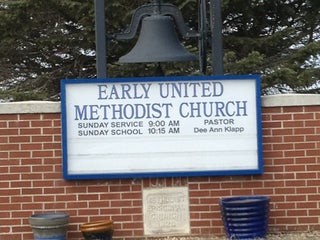 EARLY UNITED
METHODIST CHURCH
SUNDAY SERVICE 9:00 AM PASTOR
SUNDAY SCHOOL 10:15 AM Dee Ann Klapp